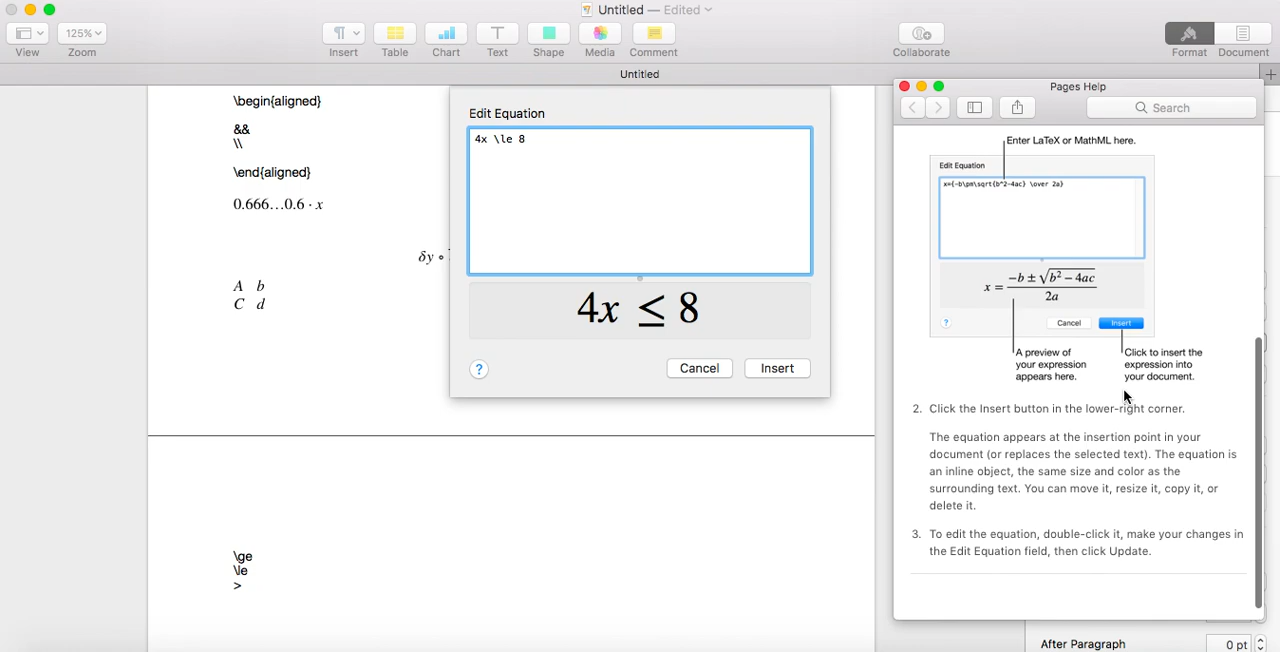 Untitled — Edited
125%
View
Zoom
Insert
Table
Chart
Text
Shape
Media
Comment
Collaborate
Format
Document
Untitled
\begin{aligned}
&&
\\
\end{aligned}
0.666…0.6 · x
δy ∘
A b
C d
\ge
\le
>
Edit Equation
4x \le 8
4x ≤ 8
?
Cancel
Insert
Pages Help
Search
Enter LaTeX or MathML here.
Edit Equation
x={-b\pm\sqrt{b^2-4ac} \over 2a}
x = −b ± √b² − 4ac
2a
?
Cancel
Insert
A preview of
your expression
appears here.
Click to insert the
expression into
your document.
2. Click the Insert button in the lower-right corner.
The equation appears at the insertion point in your
document (or replaces the selected text). The equation is
an inline object, the same size and color as the
surrounding text. You can move it, resize it, copy it, or
delete it.
3. To edit the equation, double-click it, make your changes in
the Edit Equation field, then click Update.
After Paragraph
0 pt